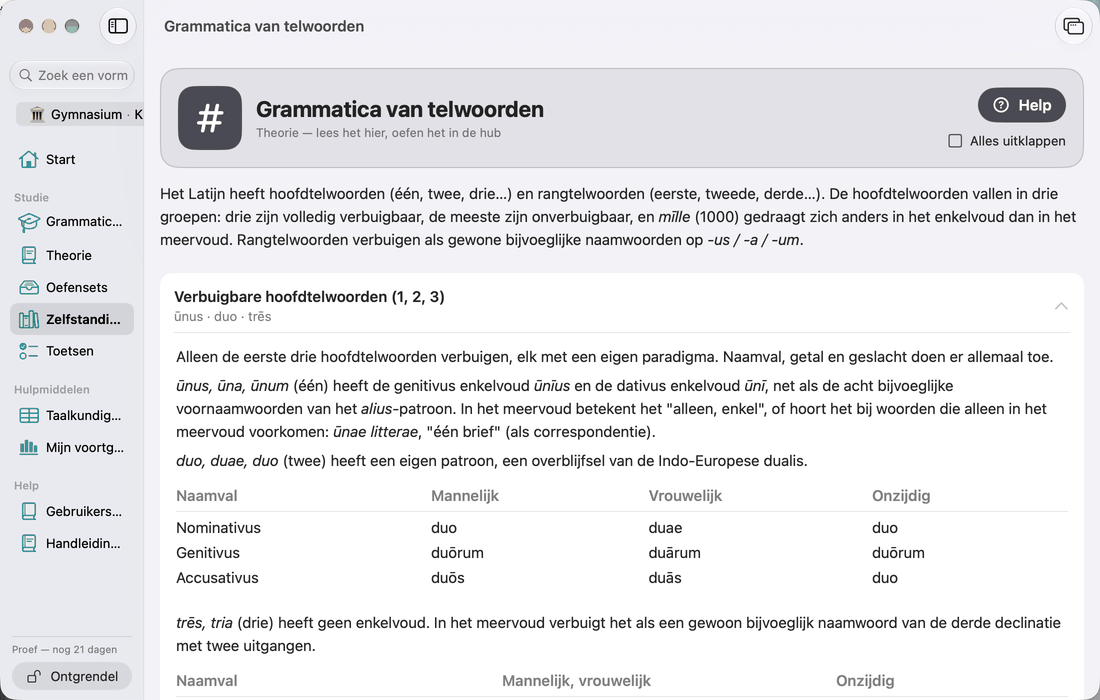 Grammatica van telwoorden
Zoek een vorm
Gymnasium · K
Start
Studie
Grammatic...
Theorie
Oefensets
Zelfstandi...
Toetsen
Hulpmiddelen
Taalkundig...
Mijn voortg...
Help
Gebruikers...
Handleidin...
Proef — nog 21 dagen
Ontgrendel
# Grammatica van telwoorden
Theorie — lees het hier, oefen het in de hub
Help
Alles uitklappen
Het Latijn heeft hoofdtelwoorden (één, twee, drie...) en rangtelwoorden (eerste, tweede, derde...). De hoofdtelwoorden vallen in drie
groepen: drie zijn volledig verbuigbaar, de meeste zijn onverbuigbaar, en mīlle (1000) gedraagt zich anders in het enkelvoud dan in het
meervoud. Rangtelwoorden verbuigen als gewone bijvoeglijke naamwoorden op -us / -a / -um.
Verbuigbare hoofdtelwoorden (1, 2, 3)
ūnus · duo · trēs
Alleen de eerste drie hoofdtelwoorden verbuigen, elk met een eigen paradigma. Naamval, getal en geslacht doen er allemaal toe.
ūnus, ūna, ūnum (één) heeft de genitivus enkelvoud ūnīus en de dativus enkelvoud ūnī, net als de acht bijvoeglijke
voornaamwoorden van het alius-patroon. In het meervoud betekent het "alleen, enkel", of hoort het bij woorden die alleen in het
meervoud voorkomen: ūnae litterae, "één brief" (als correspondentie).
duo, duae, duo (twee) heeft een eigen patroon, een overblijfsel van de Indo-Europese dualis.
Naamval Mannelijk Vrouwelijk Onzijdig
Nominativus duo duae duo
Genitivus duōrum duārum duōrum
Accusativus duōs duās duo
trēs, tria (drie) heeft geen enkelvoud. In het meervoud verbuigt het als een gewoon bijvoeglijk naamwoord van de derde declinatie
met twee uitgangen.
Naamval Mannelijk, vrouwelijk Onzijdig